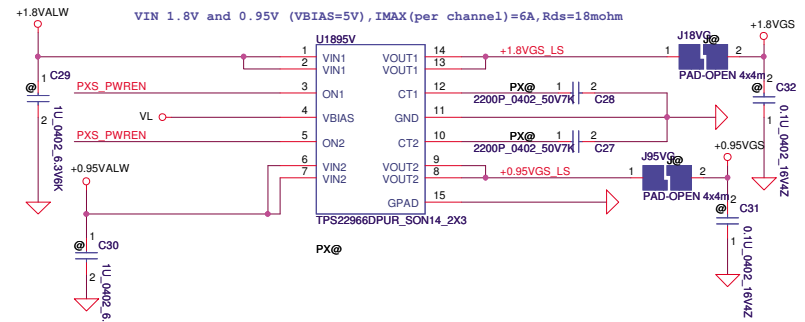 VIN 1.8V and 0.95V (VBIAS=5V),IMAX(per channel)=6A,Rds=18mohm
+1.8VALW
U1895V
1 VIN1 VOUT1 14
2 VIN1 VOUT1 13
3 ON1 CT1 12
4 VBIAS GND 11
5 ON2 CT2 10
6 VIN2 VOUT2 9
7 VIN2 VOUT2 8
GPAD 15
TPS22966DPUR_SON14_2X3
PX@
1
C29
@
2
1U_0402_6.3V6K
PXS_PWREN
VL
PXS_PWREN
+0.95VALW
1
@ C30
2
1U_0402_6.
+1.8VGS_LS
J18VG
J@
1 2
PAD-OPEN 4x4m
+1.8VGS
2
@ C32
1
0.1U_0402_16V4Z
PX@ 1 2
2200P_0402_50V7K C28
PX@ 1 2
2200P_0402_50V7K C27
+0.95VGS_LS
J95VG
J@
1 2
PAD-OPEN 4x4m
+0.95VGS
2
@ C31
1
0.1U_0402_16V4Z